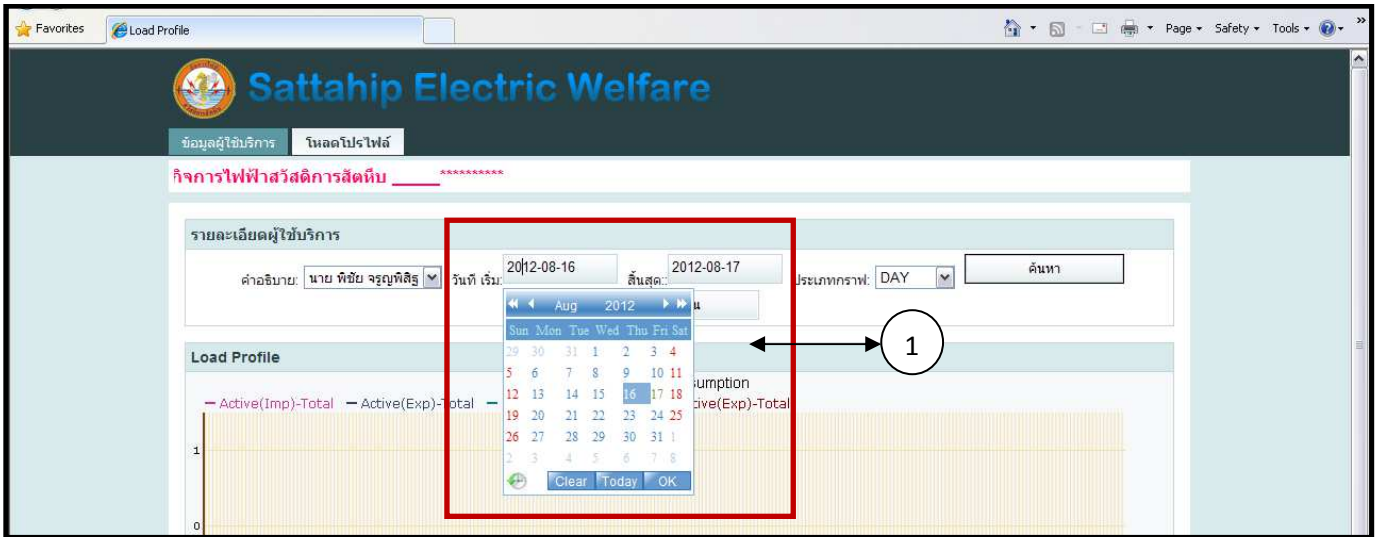 Favorites Load Profile Page Safety Tools
Sattahip Electric Welfare
ข้อมูลผู้ใช้บริการ โหลดโปรไฟล์
กิจการไฟฟ้าสวัสดิการสัตหีบ _____**********
รายละเอียดผู้ใช้บริการ
คำอธิบาย: นาย พิชัย จรูญพิสิฐ วันที่ เริ่ม: 2012-08-16 สิ้นสุด:: 2012-08-17 ประเภทกราฟ: DAY ค้นหา
Aug 2012
Sun Mon Tue Wed Thu Fri Sat
29 30 31 1 2 3 4
5 6 7 8 9 10 11
12 13 14 15 16 17 18
19 20 21 22 23 24 25
26 27 28 29 30 31 1
2 3 4 5 6 7 8
Clear Today OK
1
Load Profile
Active(Imp)-Total Active(Exp)-Total
1
0